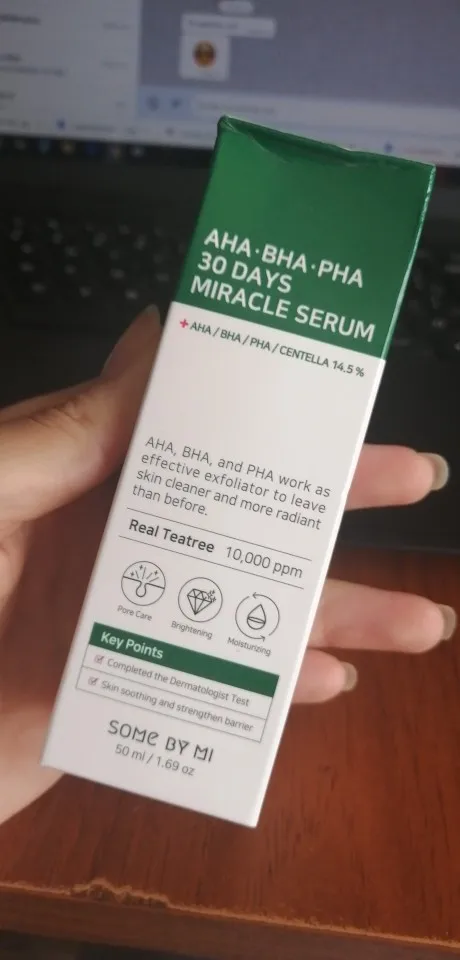 AHA·BHA·PHA
30 DAYS
MIRACLE SERUM
+ AHA / BHA / PHA / CENTELLA 14.5 %
AHA, BHA, and PHA work as
effective exfoliator to leave
skin cleaner and more radiant
than before.
Real Teatree 10,000 ppm
Pore Care
Brightening
Moisturizing
Key Points
Completed the Dermatologist Test
Skin soothing and strengthen barrier
SOME BY MI
50 ml / 1.69 oz